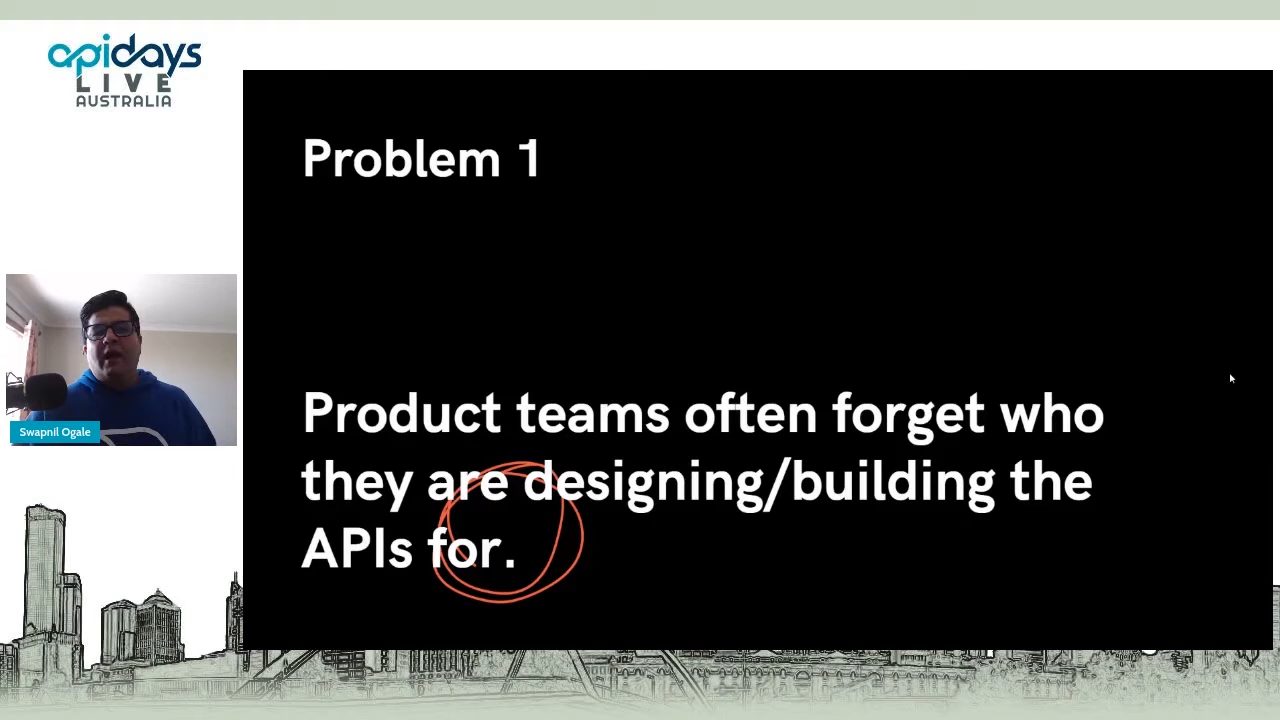 apidays
LIVE
AUSTRALIA
Problem 1
Product teams often forget who
they are designing/building the
APIs for.
Swapnil Ogale